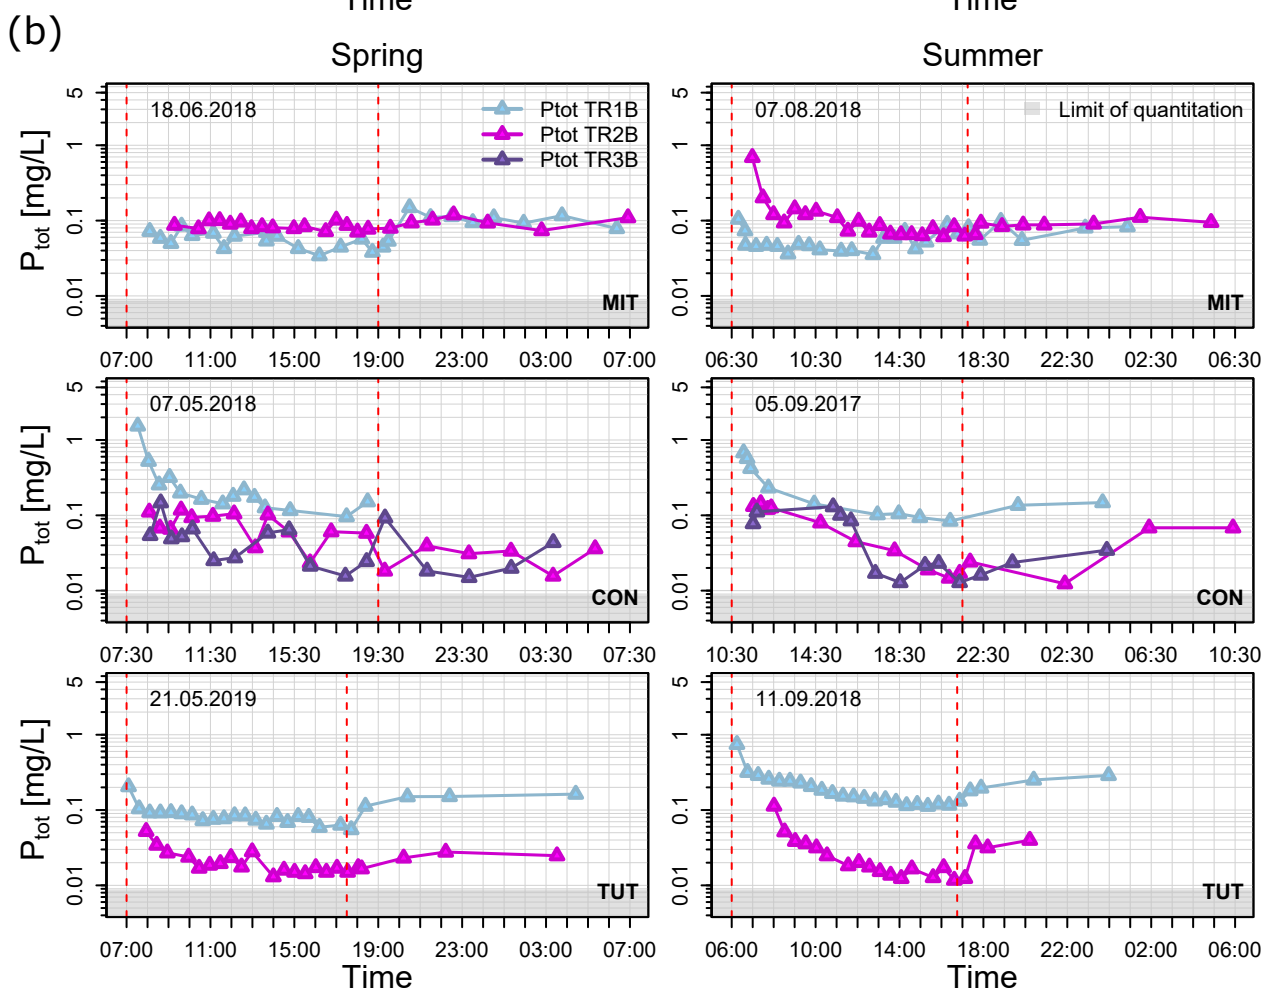 Time Time
(b)
Spring Summer
5 18.06.2018 Ptot TR1B 5 07.08.2018 Limit of quantitation
Ptot TR2B
1 Ptot TR3B 1
Ptot [mg/L]
0.1 0.1
0.01 MIT 0.01 MIT
07:00 11:00 15:00 19:00 23:00 03:00 07:00 06:30 10:30 14:30 18:30 22:30 02:30 06:30
5 07.05.2018 5 05.09.2017
1 1
Ptot [mg/L]
0.1 0.1
0.01 CON 0.01 CON
07:30 11:30 15:30 19:30 23:30 03:30 07:30 10:30 14:30 18:30 22:30 02:30 06:30 10:30
5 21.05.2019 5 11.09.2018
1 1
Ptot [mg/L]
0.1 0.1
0.01 TUT 0.01 TUT
07:00 11:00 15:00 19:00 23:00 03:00 07:00 06:00 10:00 14:00 18:00 22:00 02:00 06:00
Time Time